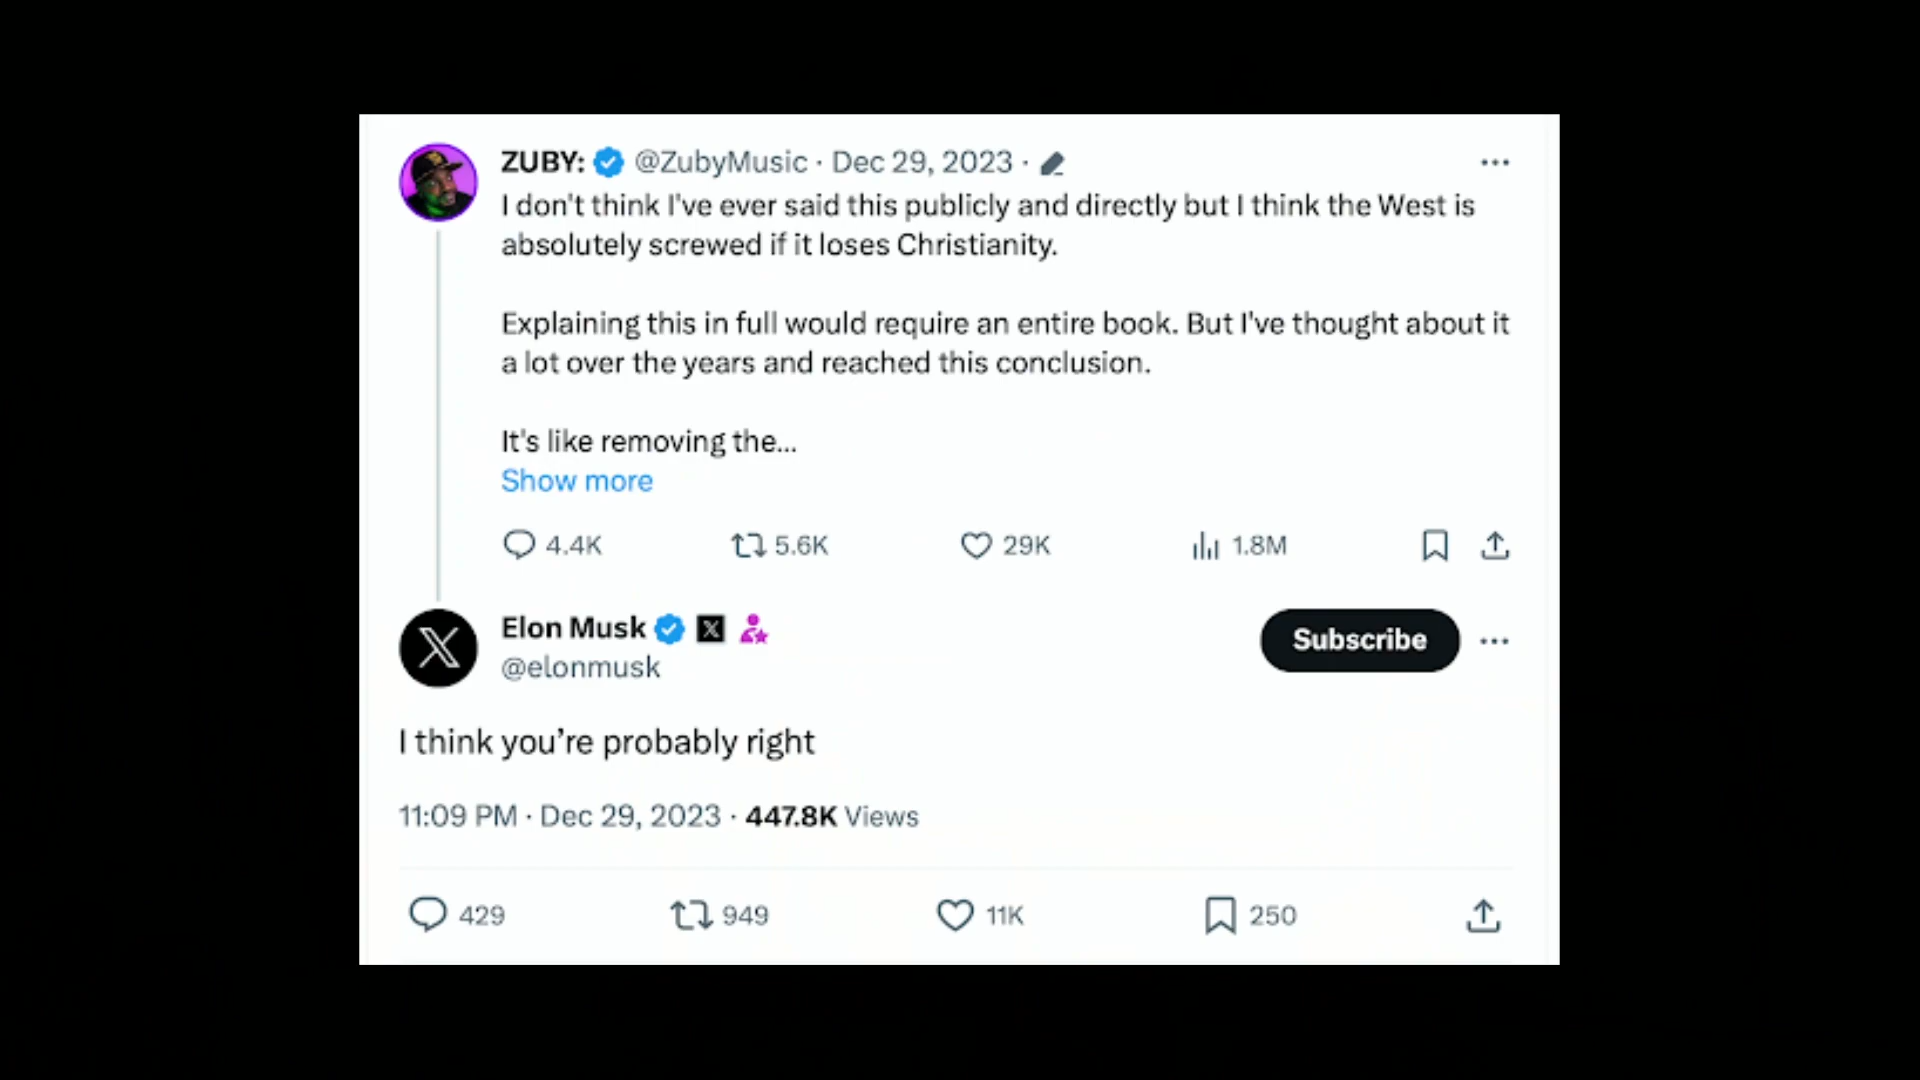 ZUBY: @ZubyMusic · Dec 29, 2023 ·
I don't think I've ever said this publicly and directly but I think the West is
absolutely screwed if it loses Christianity.
Explaining this in full would require an entire book. But I've thought about it
a lot over the years and reached this conclusion.
It's like removing the...
Show more
4.4K 5.6K 29K 1.8M
Elon Musk
@elonmusk
Subscribe
I think you’re probably right
11:09 PM · Dec 29, 2023 · 447.8K Views
429 949 11K 250